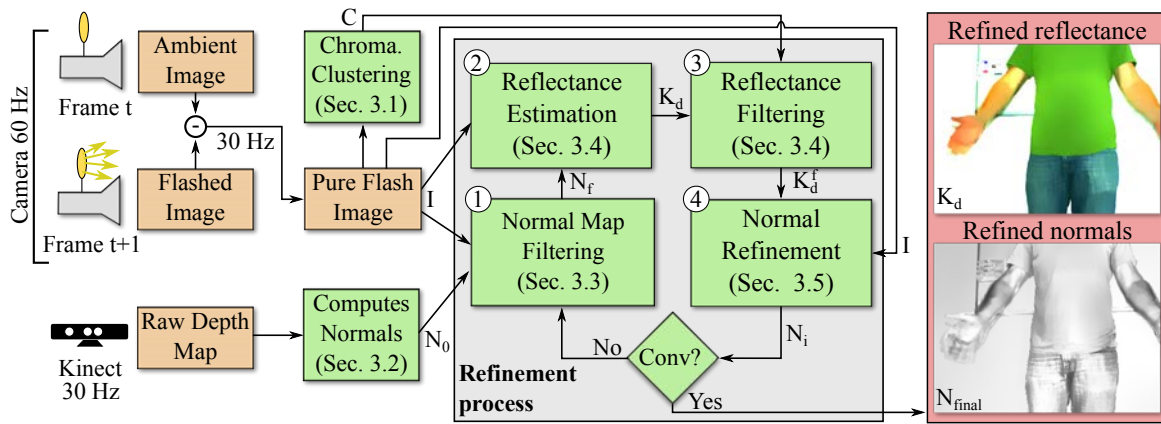 Camera 60 Hz
Frame t
Frame t+1
Kinect
30 Hz
Ambient
Image
30 Hz
Flashed
Image
Raw Depth
Map
C
Chroma.
Clustering
(Sec. 3.1)
Pure Flash
Image
I
Computes
Normals
(Sec. 3.2)
N0
2
Reflectance
Estimation
(Sec. 3.4)
Kd
3
Reflectance
Filtering
(Sec. 3.4)
Nf
Kdf
1
Normal Map
Filtering
(Sec. 3.3)
4
Normal
Refinement
(Sec. 3.5)
I
Ni
No
Conv?
Yes
Refinement
process
Refined reflectance
Kd
Refined normals
Nfinal